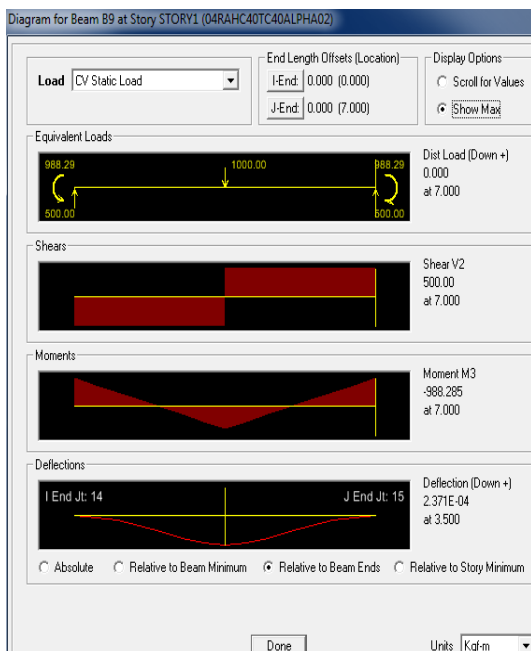 Diagram for Beam B9 at Story STORY1 (04RAHC40TC40ALPHA02)
Load CV Static Load
End Length Offsets (Location)
I-End: 0.000 (0.000)
J-End: 0.000 (7.000)
Display Options
Scroll for Values
Show Max
Equivalent Loads
988.29 1000.00 988.29
500.00 500.00
Dist Load (Down +)
0.000
at 7.000
Shears
Shear V2
500.00
at 7.000
Moments
Moment M3
-988.285
at 7.000
Deflections
I End Jt: 14 J End Jt: 15
Deflection (Down +)
2.371E-04
at 3.500
Absolute Relative to Beam Minimum Relative to Beam Ends Relative to Story Minimum
Done Units Kgf-m